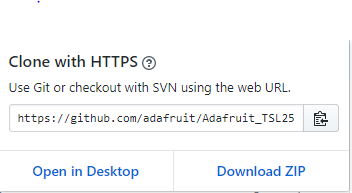 Clone with HTTPS ?
Use Git or checkout with SVN using the web URL.
https://github.com/adafruit/Adafruit_TSL25
Open in Desktop
Download ZIP